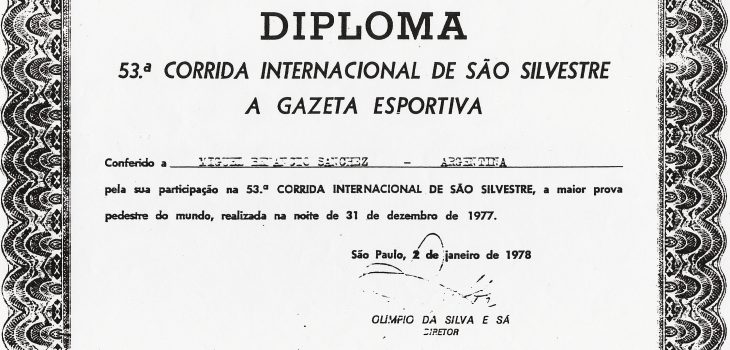 DIPLOMA
53.ª CORRIDA INTERNACIONAL DE SÃO SILVESTRE
A GAZETA ESPORTIVA
Conferido a MIGUEL BENANCIO SANCHEZ - ARGENTINA
pela sua participação na 53.ª CORRIDA INTERNACIONAL DE SÃO SILVESTRE, a maior prova
pedestre do mundo, realizada na noite de 31 de dezembro de 1977.
São Paulo, 2 de janeiro de 1978
OLIMPIO DA SILVA E SÁ
DIRETOR